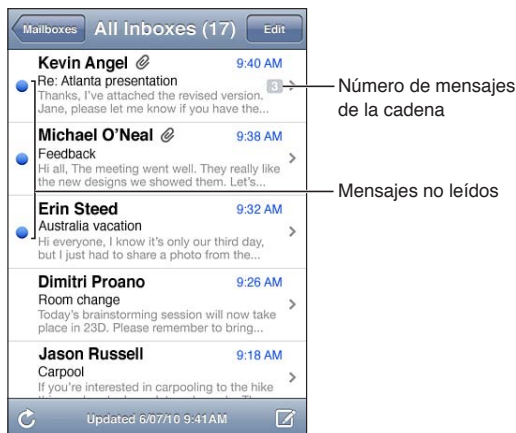 Mailboxes All Inboxes (17) Edit
Kevin Angel 9:40 AM
Re: Atlanta presentation
Thanks, I've attached the revised version. 3
Jane, please let me know if you have the...
Número de mensajes
de la cadena
Michael O'Neal 9:38 AM
Feedback
Hi all, The meeting went well. They really like
the new designs we showed them. Let's...
Mensajes no leídos
Erin Steed 9:32 AM
Australia vacation
Hi everyone, I know it's only our third day,
but I just had to share a photo from the...
Dimitri Proano 9:26 AM
Room change
Today's brainstorming session will now take
place in 23D. Please remember to bring...
Jason Russell 9:18 AM
Carpool
If you're interested in carpooling to the hike
Updated 6/07/10 9:41AM